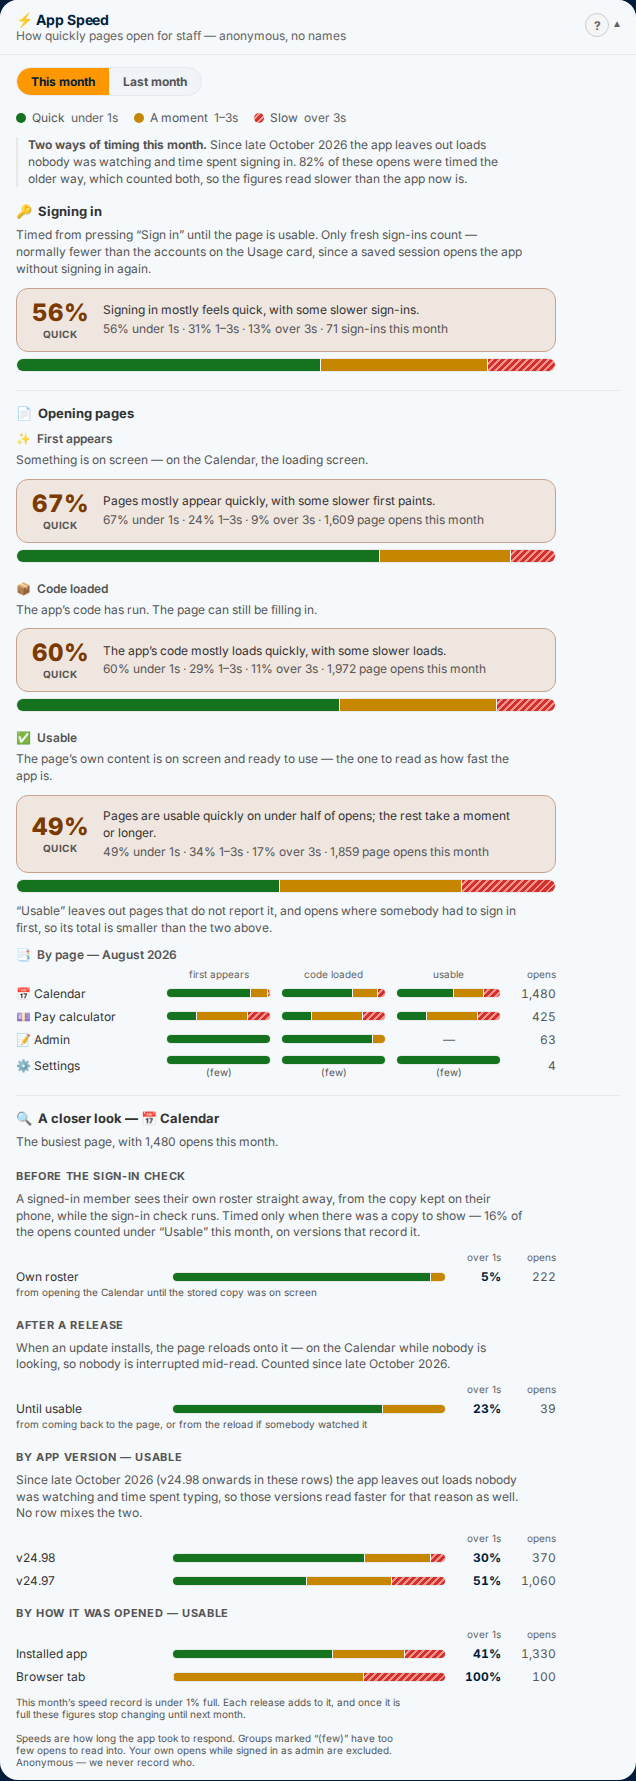 ⚡ App Speed
How quickly pages open for staff — anonymous, no names
? ▲
This month Last month
Quick under 1s A moment 1–3s Slow over 3s
Two ways of timing this month. Since late October 2026 the app leaves out loads
nobody was watching and time spent signing in. 82% of these opens were timed the
older way, which counted both, so the figures read slower than the app now is.
🔑 Signing in
Timed from pressing “Sign in” until the page is usable. Only fresh sign-ins count —
normally fewer than the accounts on the Usage card, since a saved session opens the app
without signing in again.
56% Signing in mostly feels quick, with some slower sign-ins.
QUICK 56% under 1s · 31% 1–3s · 13% over 3s · 71 sign-ins this month
📄 Opening pages
✨ First appears
Something is on screen — on the Calendar, the loading screen.
67% Pages mostly appear quickly, with some slower first paints.
QUICK 67% under 1s · 24% 1–3s · 9% over 3s · 1,609 page opens this month
📦 Code loaded
The app’s code has run. The page can still be filling in.
60% The app’s code mostly loads quickly, with some slower loads.
QUICK 60% under 1s · 29% 1–3s · 11% over 3s · 1,972 page opens this month
✅ Usable
The page’s own content is on screen and ready to use — the one to read as how fast the
app is.
49% Pages are usable quickly on under half of opens; the rest take a moment
or longer.
QUICK 49% under 1s · 34% 1–3s · 17% over 3s · 1,859 page opens this month
“Usable” leaves out pages that do not report it, and opens where somebody had to sign in
first, so its total is smaller than the two above.
📑 By page — August 2026
first appears code loaded usable opens
📅 Calendar 1,480
💷 Pay calculator 425
📝 Admin — 63
⚙️ Settings 4
(few) (few) (few)
🔍 A closer look — 📅 Calendar
The busiest page, with 1,480 opens this month.
BEFORE THE SIGN-IN CHECK
A signed-in member sees their own roster straight away, from the copy kept on their
phone, while the sign-in check runs. Timed only when there was a copy to show — 16% of
the opens counted under “Usable” this month, on versions that record it.
over 1s opens
Own roster 5% 222
from opening the Calendar until the stored copy was on screen
AFTER A RELEASE
When an update installs, the page reloads onto it — on the Calendar while nobody is
looking, so nobody is interrupted mid-read. Counted since late October 2026.
over 1s opens
Until usable 23% 39
from coming back to the page, or from the reload if somebody watched it
BY APP VERSION — USABLE
Since late October 2026 (v24.98 onwards in these rows) the app leaves out loads nobody
was watching and time spent typing, so those versions read faster for that reason as well.
No row mixes the two.
over 1s opens
v24.98 30% 370
v24.97 51% 1,060
BY HOW IT WAS OPENED — USABLE
over 1s opens
Installed app 41% 1,330
Browser tab 100% 100
This month’s speed record is under 1% full. Each release adds to it, and once it is
full these figures stop changing until next month.
Speeds are how long the app took to respond. Groups marked “(few)” have too
few opens to read into. Your own opens while signed in as admin are excluded.
Anonymous — we never record who.